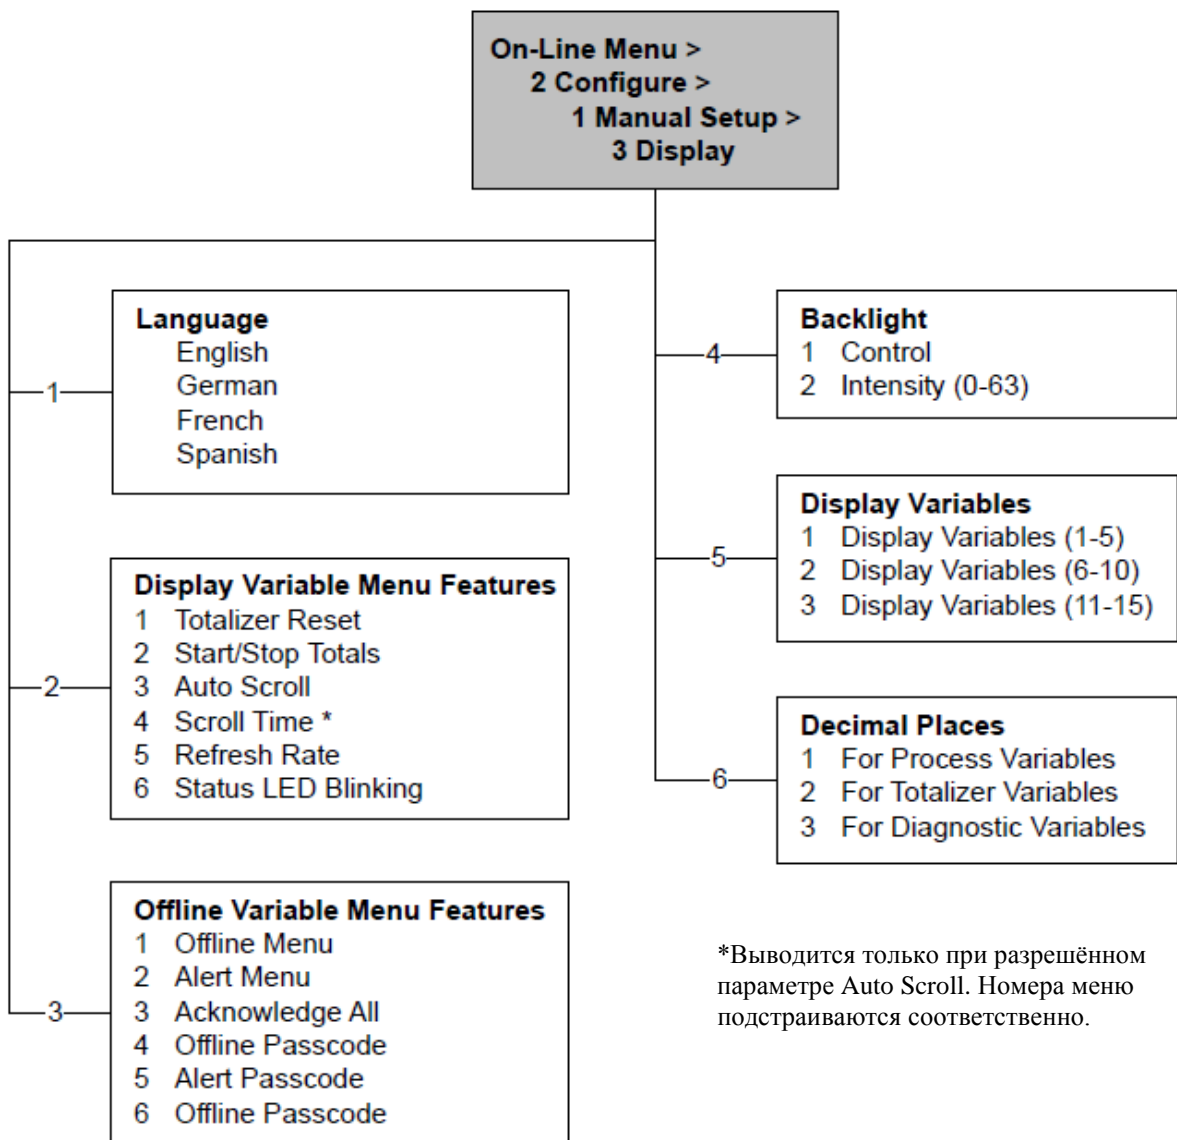 On-Line Menu >
2 Configure >
1 Manual Setup >
3 Display
1
Language
English
German
French
Spanish
2
Display Variable Menu Features
1 Totalizer Reset
2 Start/Stop Totals
3 Auto Scroll
4 Scroll Time *
5 Refresh Rate
6 Status LED Blinking
3
Offline Variable Menu Features
1 Offline Menu
2 Alert Menu
3 Acknowledge All
4 Offline Passcode
5 Alert Passcode
6 Offline Passcode
4
Backlight
1 Control
2 Intensity (0-63)
5
Display Variables
1 Display Variables (1-5)
2 Display Variables (6-10)
3 Display Variables (11-15)
6
Decimal Places
1 For Process Variables
2 For Totalizer Variables
3 For Diagnostic Variables
*Выводится только при разрешённом
параметре Auto Scroll. Номера меню
подстраиваются соответственно.